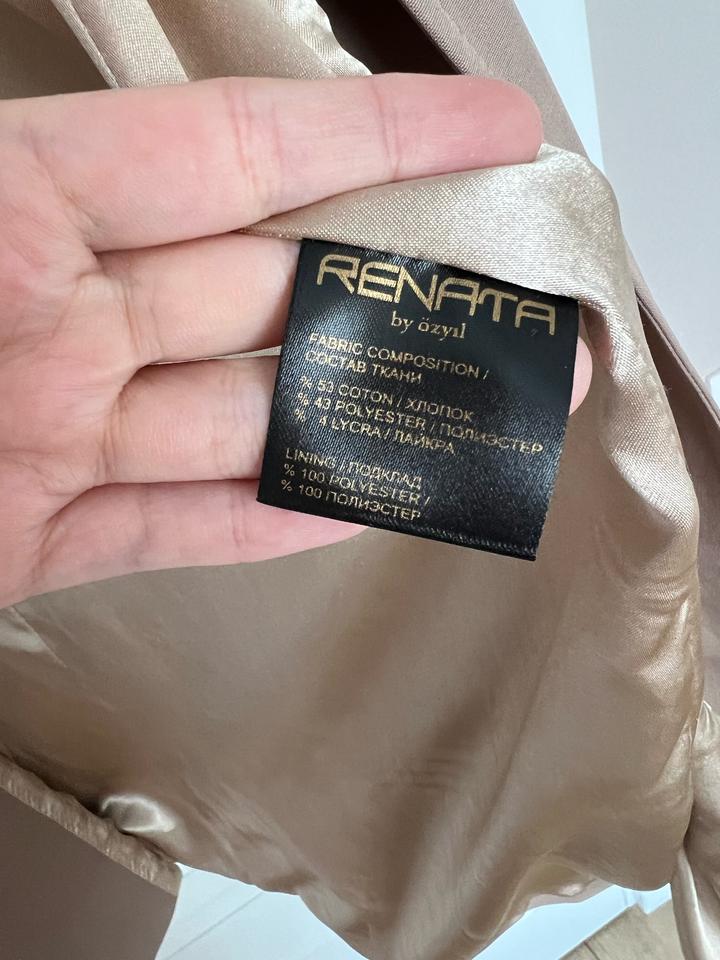 RENATA
by özyıl
FABRIC COMPOSITION /
СОСТАВ ТКАНИ
% 53 COTTON / ХЛОПОК
% 43 POLYESTER / ПОЛИЭСТЕР
% 4 LYCRA / ЛАЙКРА
LINING / ПОДКЛАД
% 100 POLYESTER /
% 100 ПОЛИЭСТЕР